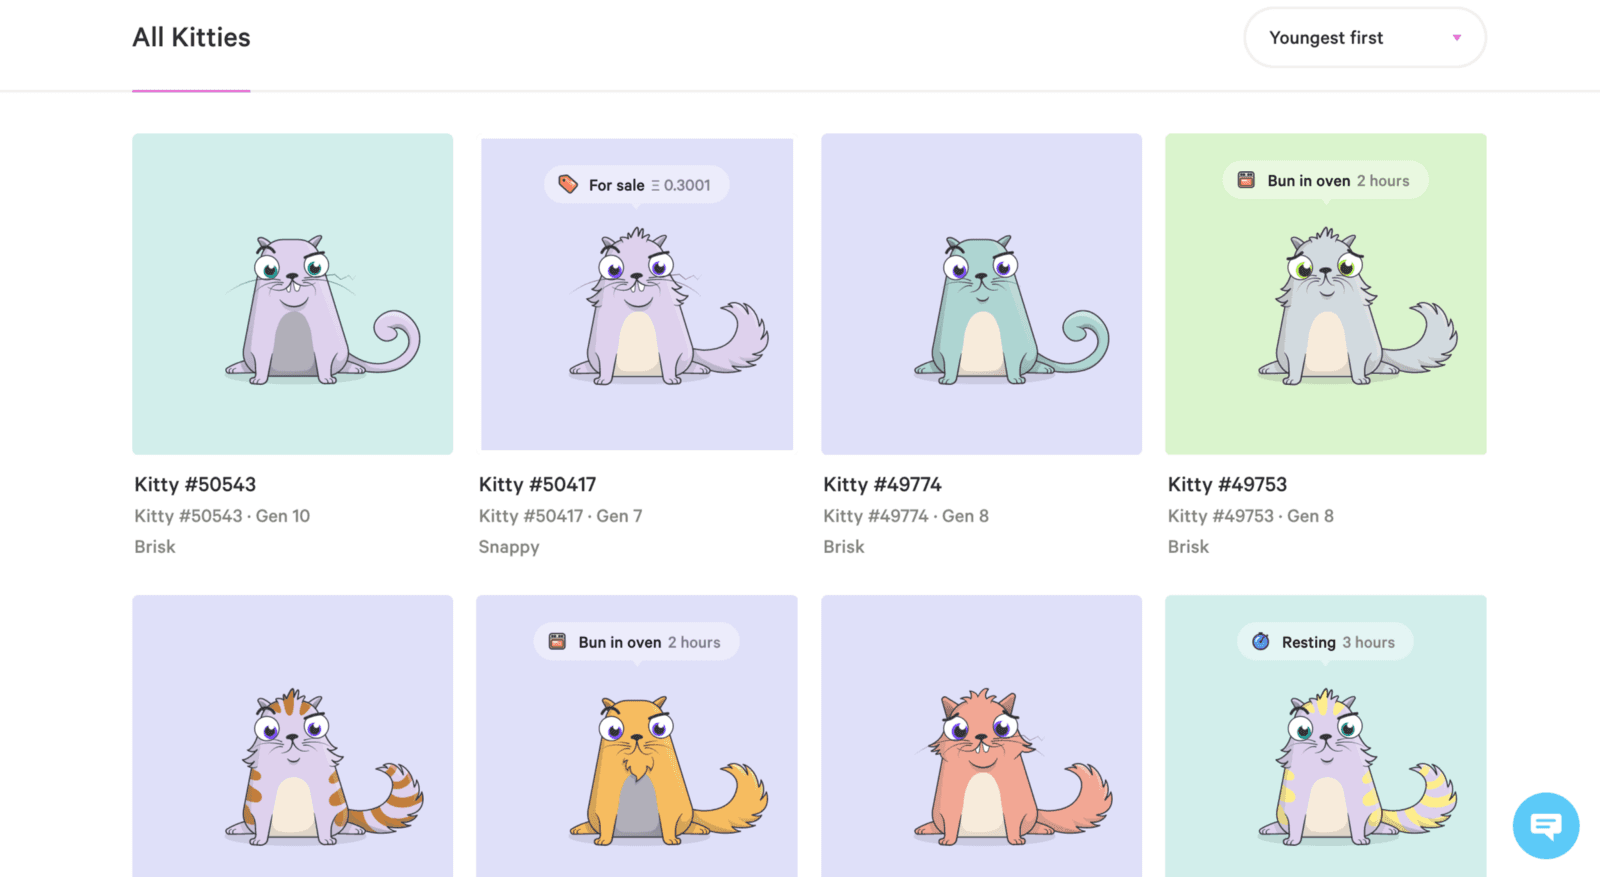 All Kitties
Youngest first
For sale Ξ 0.3001
Bun in oven 2 hours
Kitty #50543
Kitty #50417
Kitty #49774
Kitty #49753
Kitty #50543 · Gen 10
Kitty #50417 · Gen 7
Kitty #49774 · Gen 8
Kitty #49753 · Gen 8
Brisk
Snappy
Brisk
Brisk
Bun in oven 2 hours
Resting 3 hours